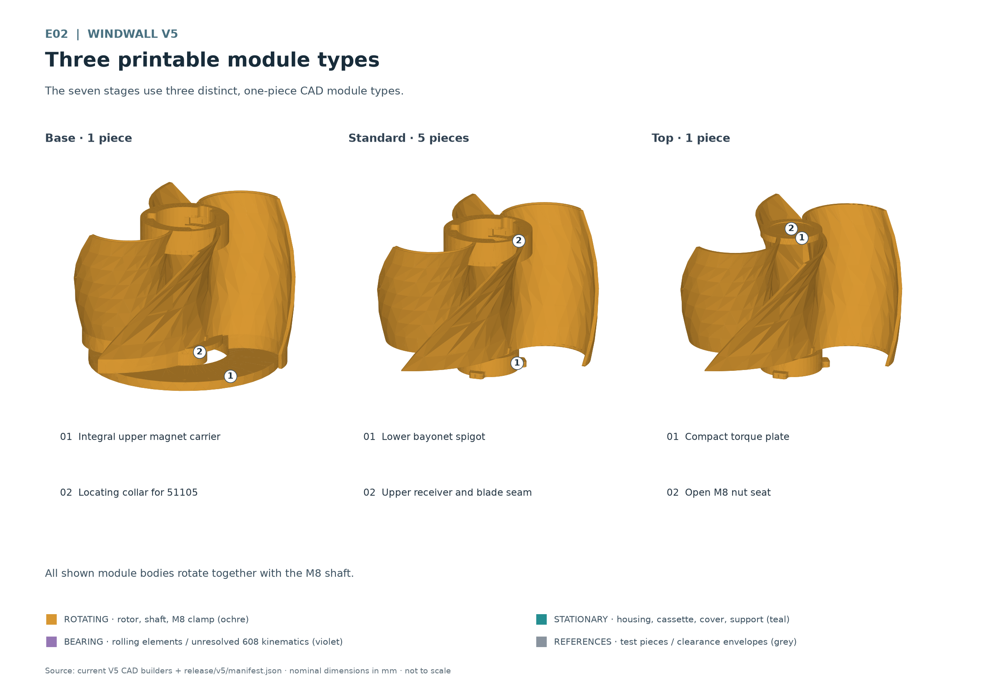 E02 | WINDWALL V5
Three printable module types
The seven stages use three distinct, one-piece CAD module types.
Base · 1 piece
Standard · 5 pieces
Top · 1 piece
2
1
2
1
2
1
01 Integral upper magnet carrier
02 Locating collar for 51105
01 Lower bayonet spigot
02 Upper receiver and blade seam
01 Compact torque plate
02 Open M8 nut seat
All shown module bodies rotate together with the M8 shaft.
ROTATING · rotor, shaft, M8 clamp (ochre)
STATIONARY · housing, cassette, cover, support (teal)
BEARING · rolling elements / unresolved 608 kinematics (violet)
REFERENCES · test pieces / clearance envelopes (grey)
Source: current V5 CAD builders + release/v5/manifest.json · nominal dimensions in mm · not to scale